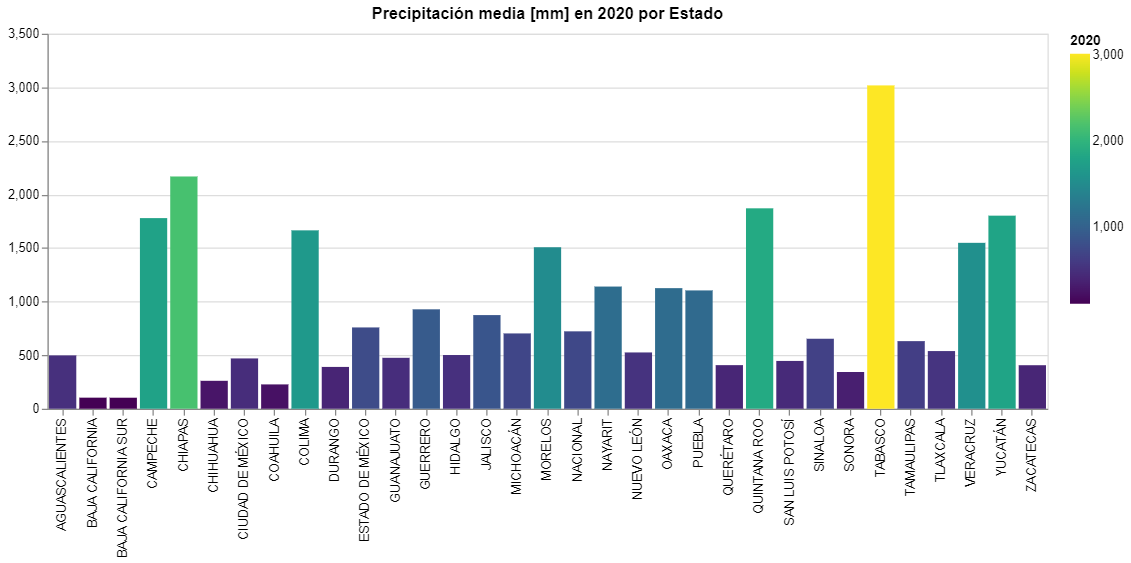 Precipitación media [mm] en 2020 por Estado
3,500
3,000
2,500
2,000
1,500
1,000
500
0
AGUASCALIENTES
BAJA CALIFORNIA
BAJA CALIFORNIA SUR
CAMPECHE
CHIAPAS
CHIHUAHUA
CIUDAD DE MÉXICO
COAHUILA
COLIMA
DURANGO
ESTADO DE MÉXICO
GUANAJUATO
GUERRERO
HIDALGO
JALISCO
MICHOACÁN
MORELOS
NACIONAL
NAYARIT
NUEVO LEÓN
OAXACA
PUEBLA
QUERÉTARO
QUINTANA ROO
SAN LUIS POTOSÍ
SINALOA
SONORA
TABASCO
TAMAULIPAS
TLAXCALA
VERACRUZ
YUCATÁN
ZACATECAS
2020
3,000
2,000
1,000